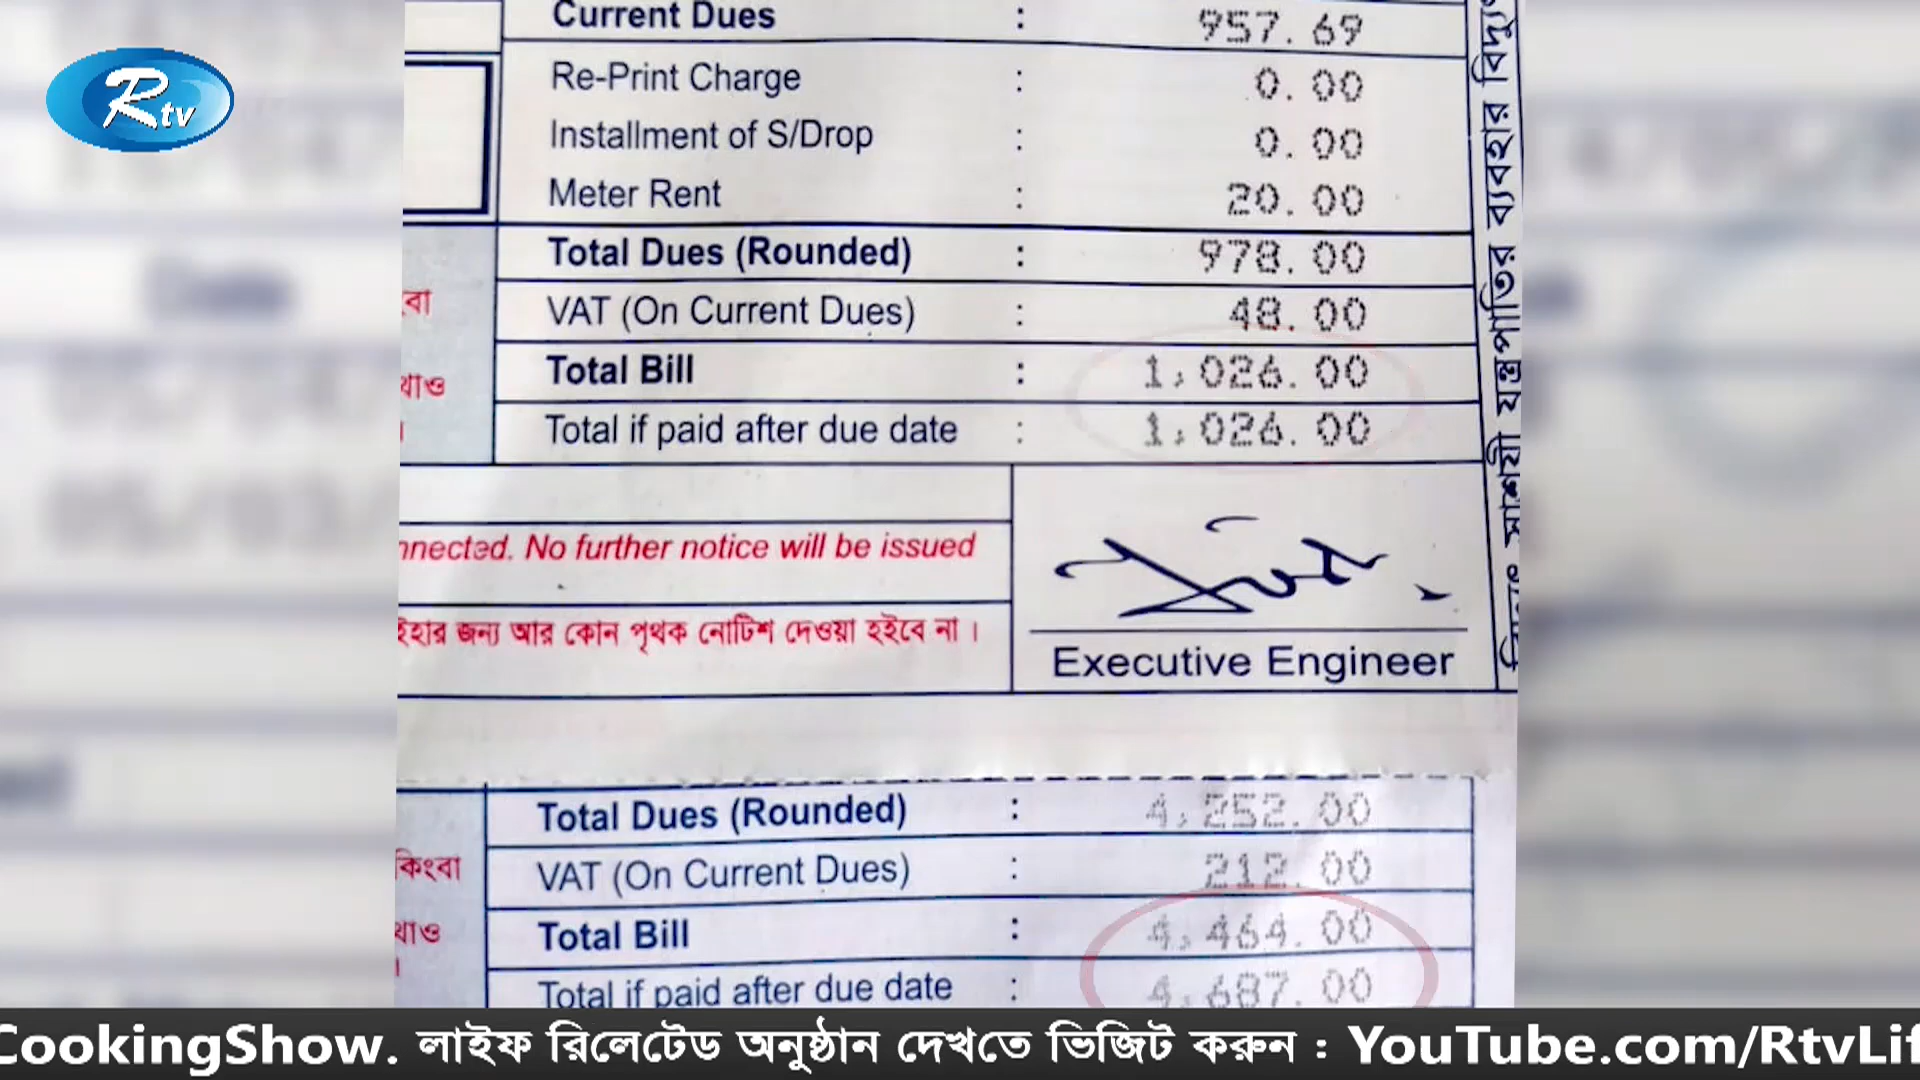 Rtv
Current Dues : 957.69
Re-Print Charge : 0.00
Installment of S/Drop : 0.00
Meter Rent : 20.00
Total Dues (Rounded) : 978.00
VAT (On Current Dues) : 48.00
Total Bill : 1,026.00
Total if paid after due date : 1,026.00
থাও
nnected. No further notice will be issued
ইহার জন্য আর কোন পৃথক নোটিশ দেওয়া হইবে না ।
Executive Engineer
সাশ্রয়ী যন্ত্রপাতির ব্যবহার
Total Dues (Rounded) : 4,252.00
কিংবা
VAT (On Current Dues) : 212.00
থাও
Total Bill : 4,464.00
Total if paid after due date : 4,687.00
CookingShow. লাইফ রিলেটেড অনুষ্ঠান দেখতে ভিজিট করুন : YouTube.com/RtvLif